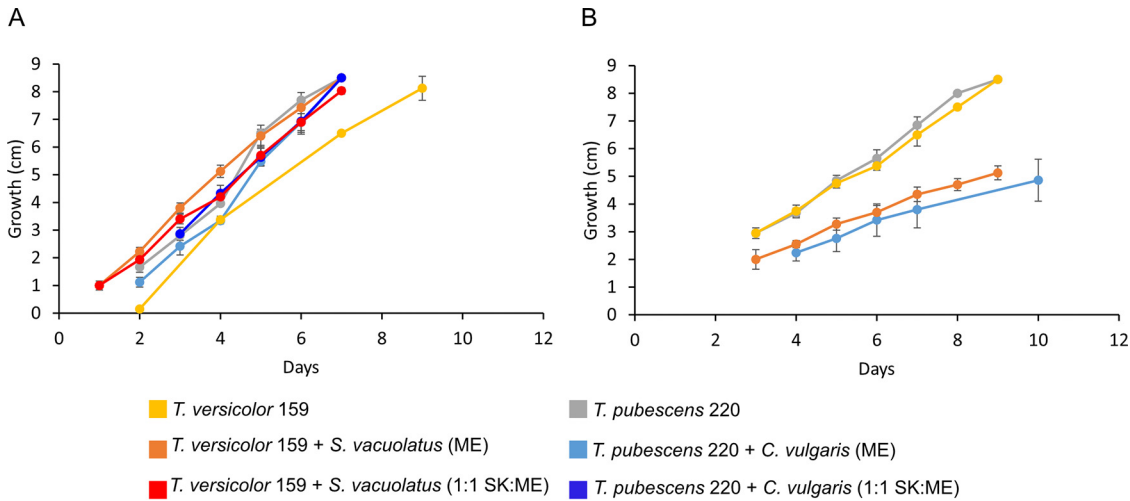 A
B
9
8
7
6
5
4
3
2
1
0
Growth (cm)
0 2 4 6 8 10 12
Days
9
8
7
6
5
4
3
2
1
0
Growth (cm)
0 2 4 6 8 10 12
Days
T. versicolor 159
T. pubescens 220
T. versicolor 159 + S. vacuolatus (ME)
T. pubescens 220 + C. vulgaris (ME)
T. versicolor 159 + S. vacuolatus (1:1 SK:ME)
T. pubescens 220 + C. vulgaris (1:1 SK:ME)